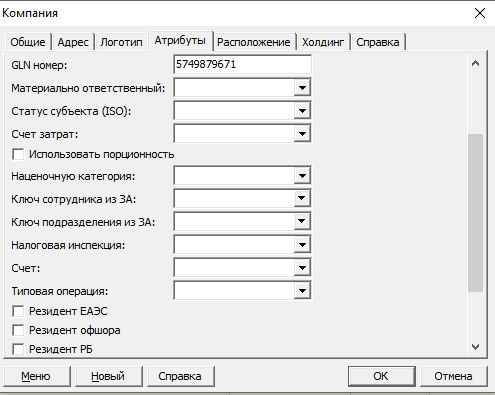 Компания
Общие Адрес Логотип Атрибуты Расположение Холдинг Справка
GLN номер: 5749879671
Материально ответственный:
Статус субъекта (ISO):
Счет затрат:
Использовать порционность
Наценочную категория:
Ключ сотрудника из ЗА:
Ключ подразделения из ЗА:
Налоговая инспекция:
Счет:
Типовая операция:
Резидент ЕАЭС
Резидент офшора
Резидент РБ
Меню Новый Справка OK Отмена